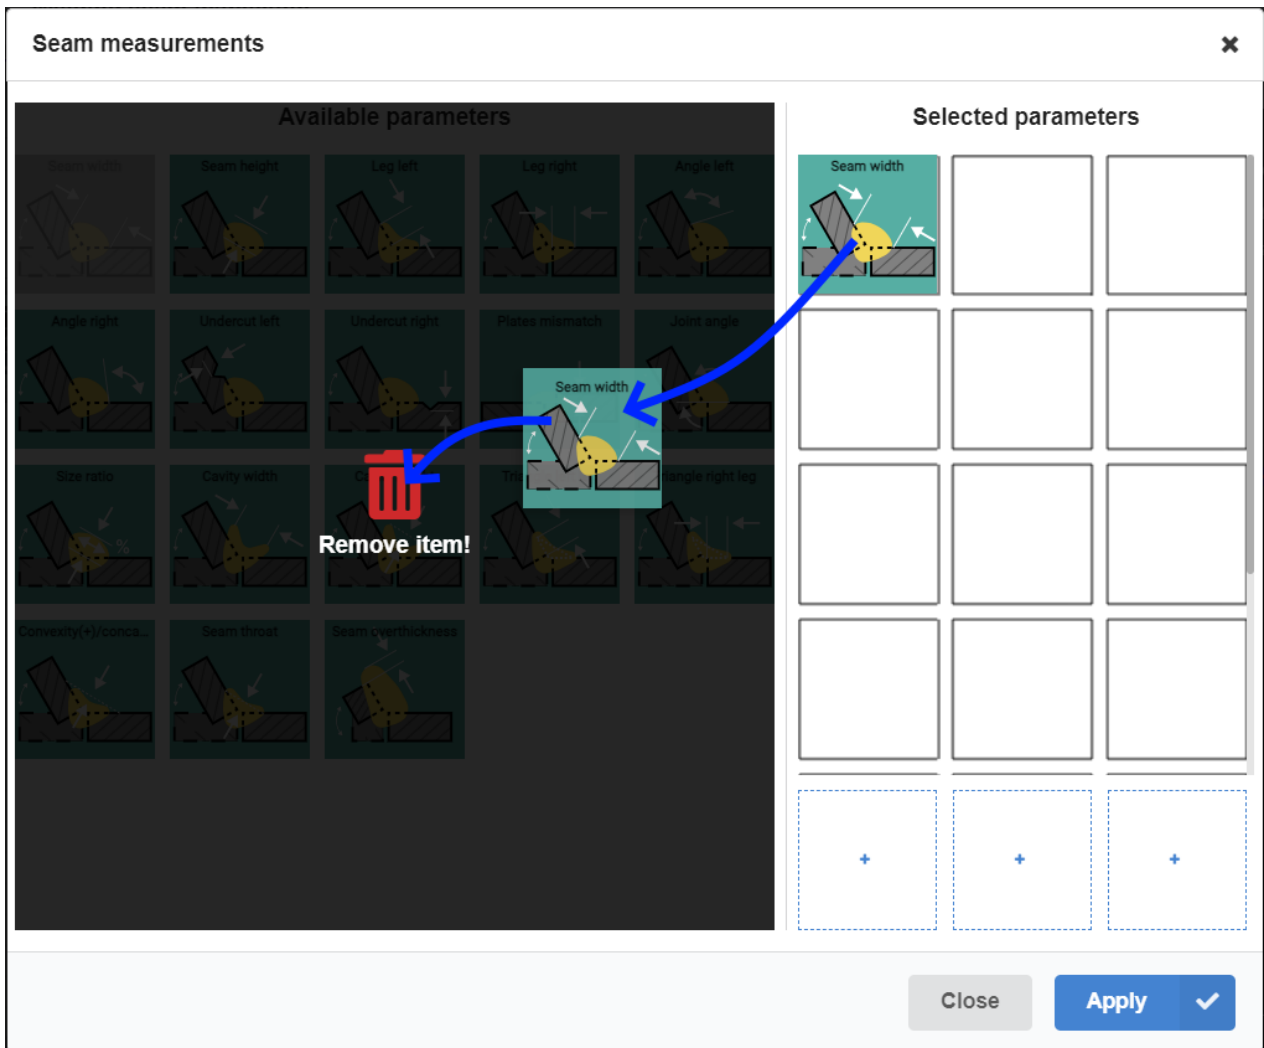 Seam measurements
Available parameters
Selected parameters
Seam width
Seam height
Leg left
Leg right
Angle left
Seam width
Angle right
Undercut left
Undercut right
Plates mismatch
Joint angle
Seam width
Size ratio
Cavity width
%
Remove item!
Convexity(+)/conca...
Seam throat
Seam overthickness
+
+
+
Close
Apply